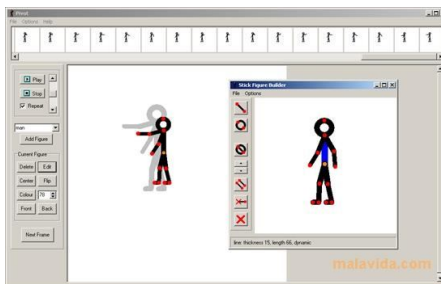 Pivot
File Options Help
Play
Stop
Repeat
man
Add Figure
Current Figure
Delete Edit
Center Flip
Colour 70
Front Back
Next Frame
Stick Figure Builder
File Options
line thickness 15, length 66, dynamic
malavida.com